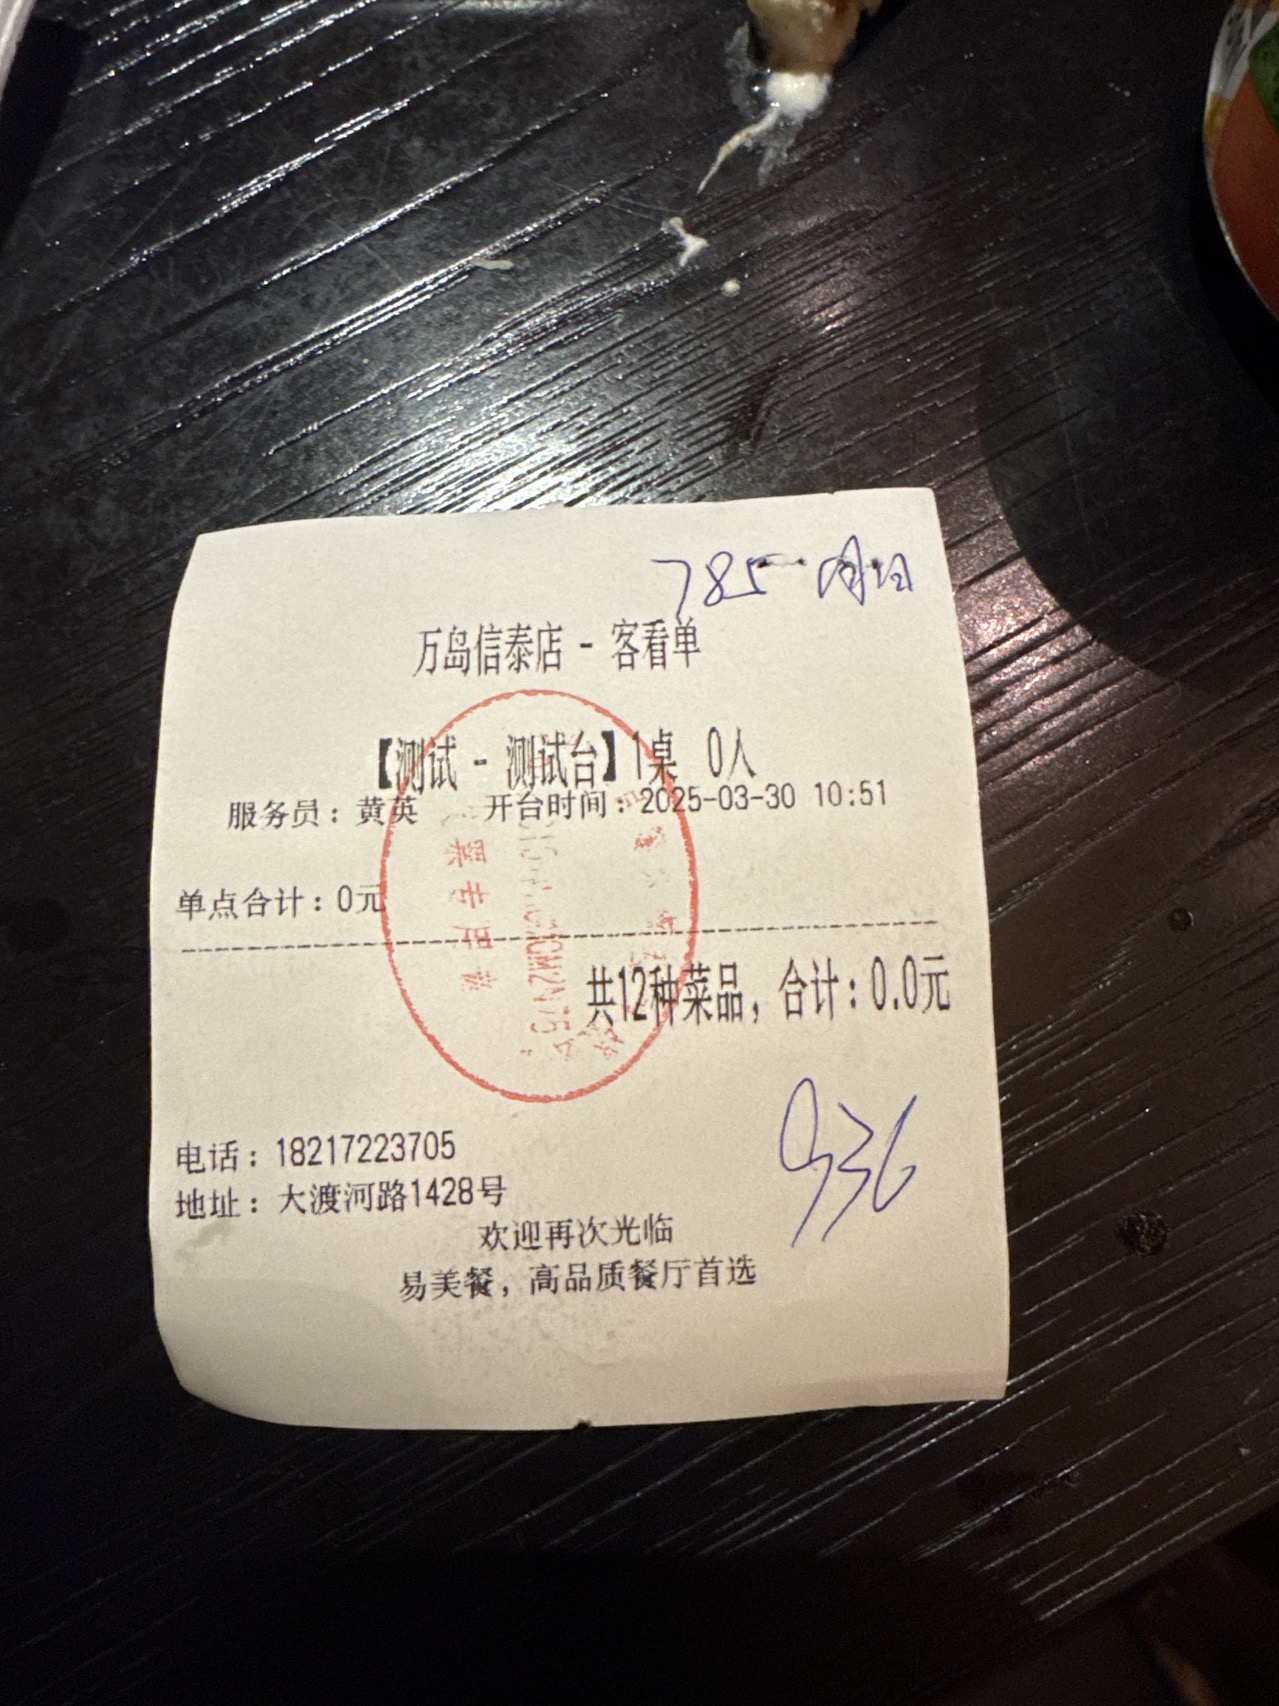 785
万岛信泰店 - 客看单
【测试 - 测试台】1桌 0人
服务员：黄英 开台时间：2025-03-30 10:51
单点合计：0元
共12种菜品，合计：0.0元
936
电话：18217223705
地址：大渡河路1428号
欢迎再次光临
易美餐，高品质餐厅首选